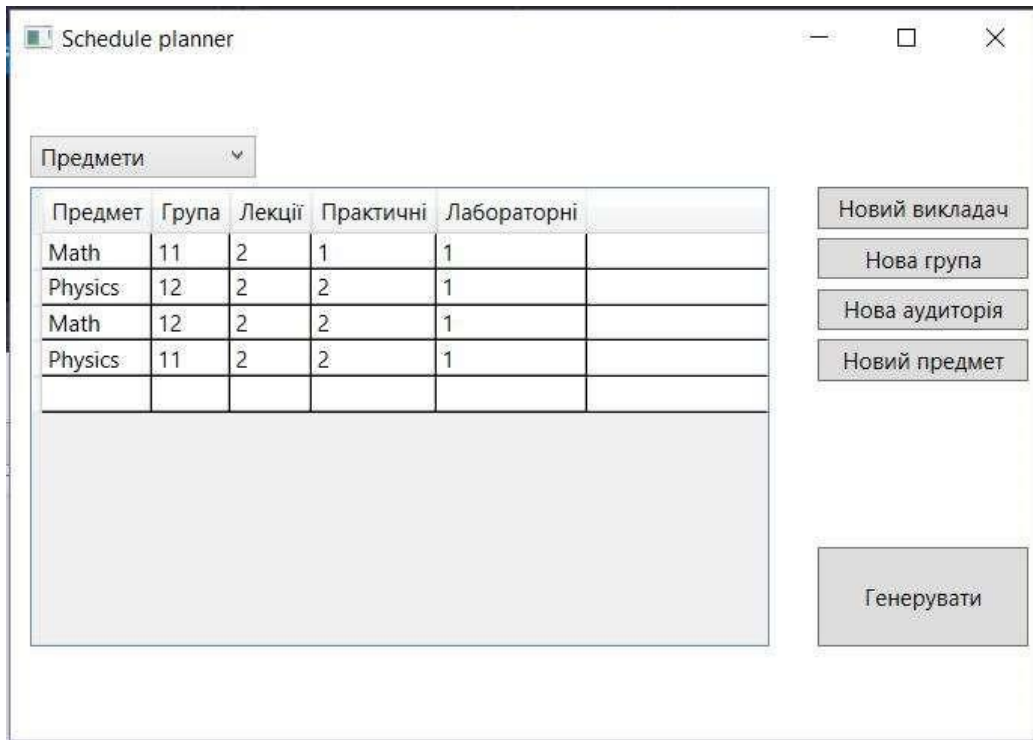 Schedule planner
Предмети
Предмет Група Лекції Практичні Лабораторні
Math 11 2 1 1
Physics 12 2 2 1
Math 12 2 2 1
Physics 11 2 2 1
Новий викладач
Нова група
Нова аудиторія
Новий предмет
Генерувати